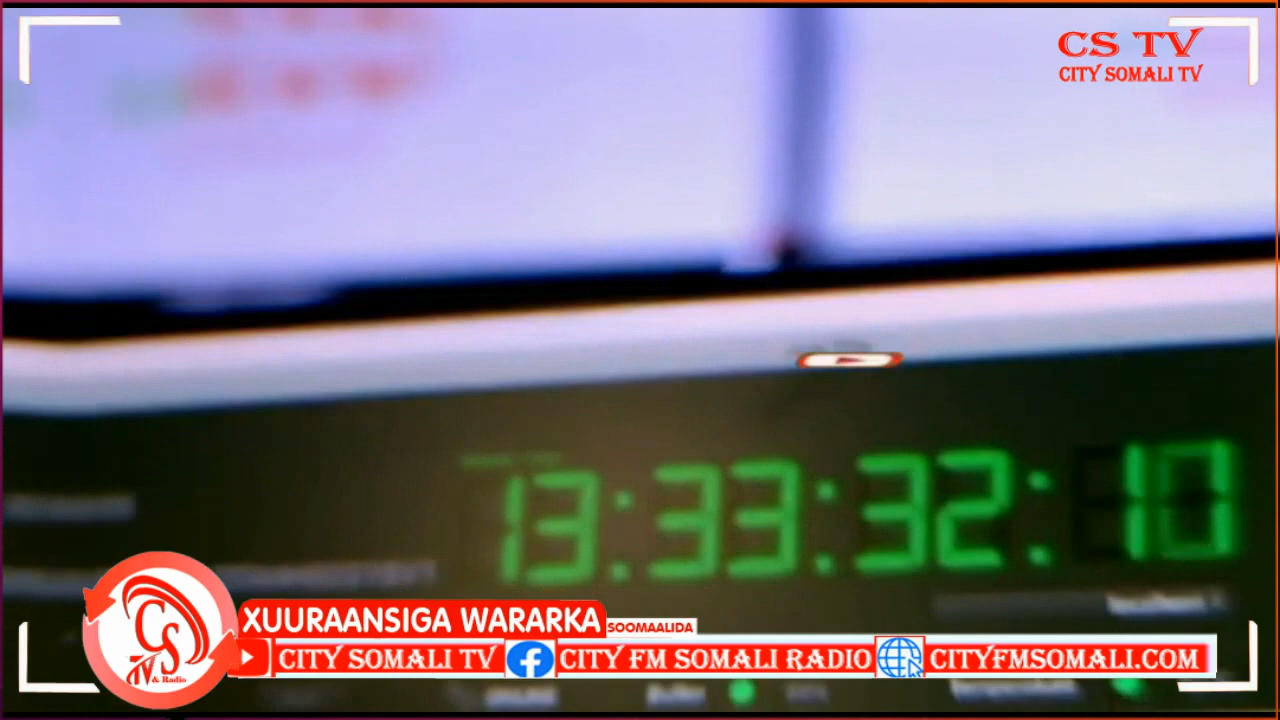 CS TV
CITY SOMALI TV
13:33:32:10
XUURAANSIGA WARARKA
SOOMAALIDA
CITY SOMALI TV CITY FM SOMALI RADIO CITYFMSOMALI.COM
CS
TV & Radio